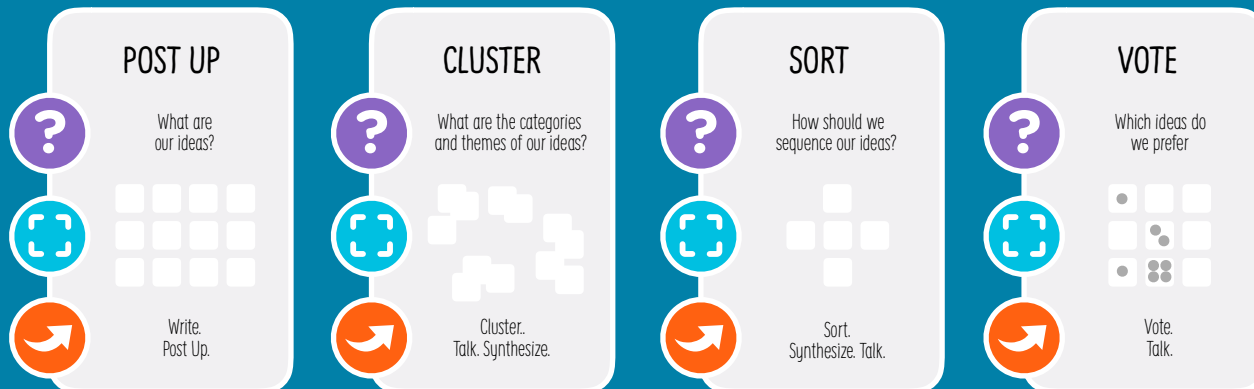 POST UP
What are
our ideas?
Write.
Post Up.
CLUSTER
What are the categories
and themes of our ideas?
Cluster..
Talk. Synthesize.
SORT
How should we
sequence our ideas?
Sort.
Synthesize. Talk.
VOTE
Which ideas do
we prefer
Vote.
Talk.